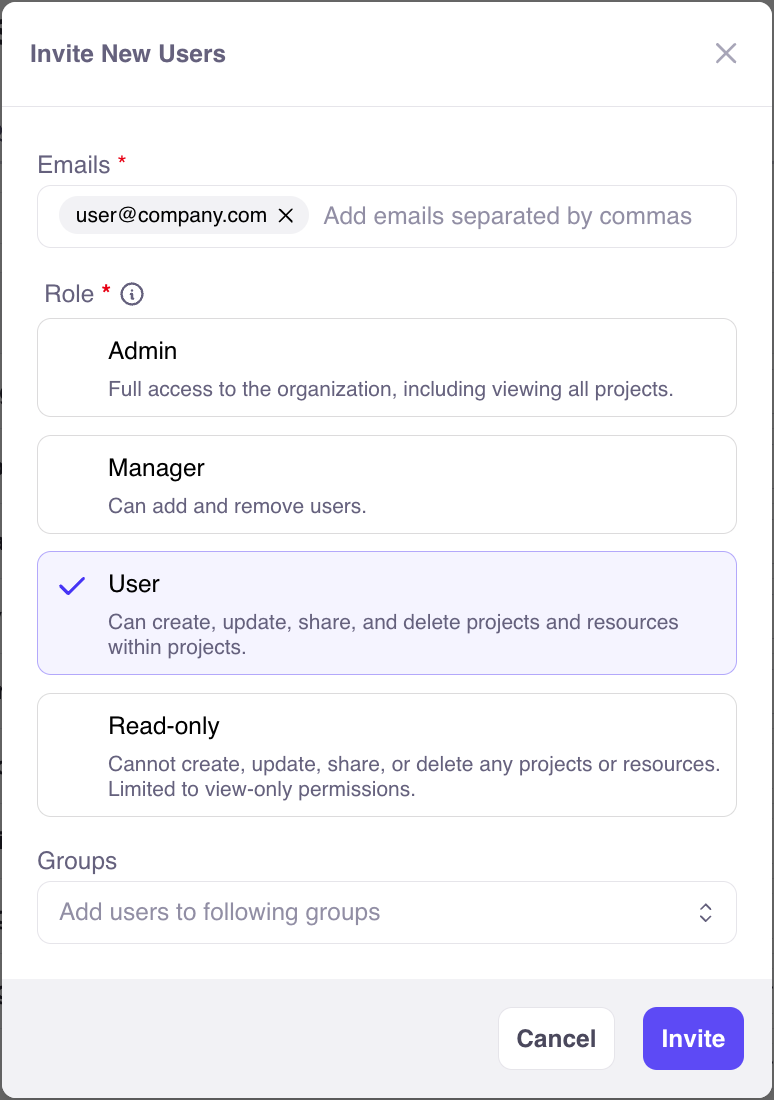 Invite New Users
Emails *
user@company.com
Add emails separated by commas
Role *
Admin
Full access to the organization, including viewing all projects.
Manager
Can add and remove users.
User
Can create, update, share, and delete projects and resources
within projects.
Read-only
Cannot create, update, share, or delete any projects or resources.
Limited to view-only permissions.
Groups
Add users to following groups
Cancel
Invite